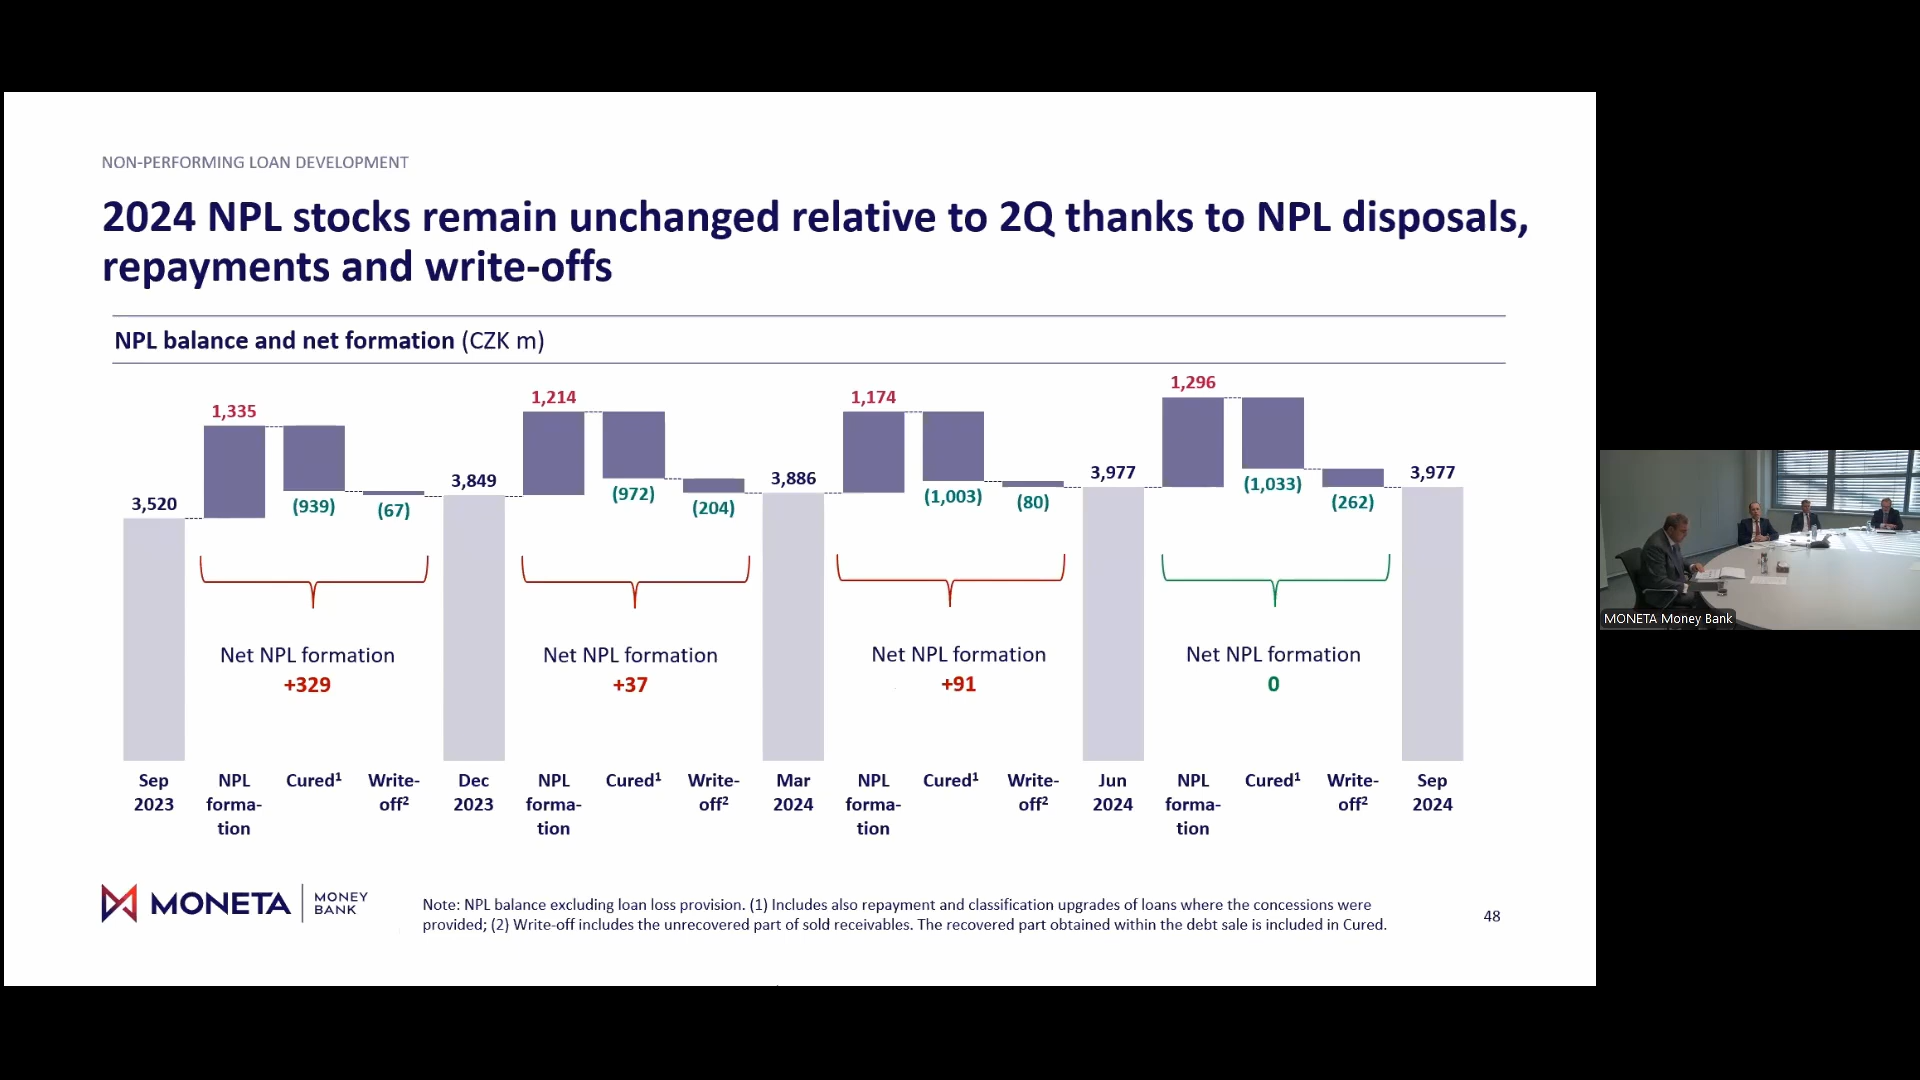 NON-PERFORMING LOAN DEVELOPMENT
2024 NPL stocks remain unchanged relative to 2Q thanks to NPL disposals,
repayments and write-offs
NPL balance and net formation (CZK m)
3,520
1,335
(939)
(67)
3,849
1,214
(972)
(204)
3,886
1,174
(1,003)
(80)
3,977
1,296
(1,033)
(262)
3,977
Net NPL formation
+329
Net NPL formation
+37
Net NPL formation
+91
Net NPL formation
0
Sep
2023
NPL
forma-
tion
Cured¹
Write-
off²
Dec
2023
NPL
forma-
tion
Cured¹
Write-
off²
Mar
2024
NPL
forma-
tion
Cured¹
Write-
off²
Jun
2024
NPL
forma-
tion
Cured¹
Write-
off²
Sep
2024
MONETA
MONEY
BANK
Note: NPL balance excluding loan loss provision. (1) Includes also repayment and classification upgrades of loans where the concessions were
provided; (2) Write-off includes the unrecovered part of sold receivables. The recovered part obtained within the debt sale is included in Cured.
48
MONETA Money Bank